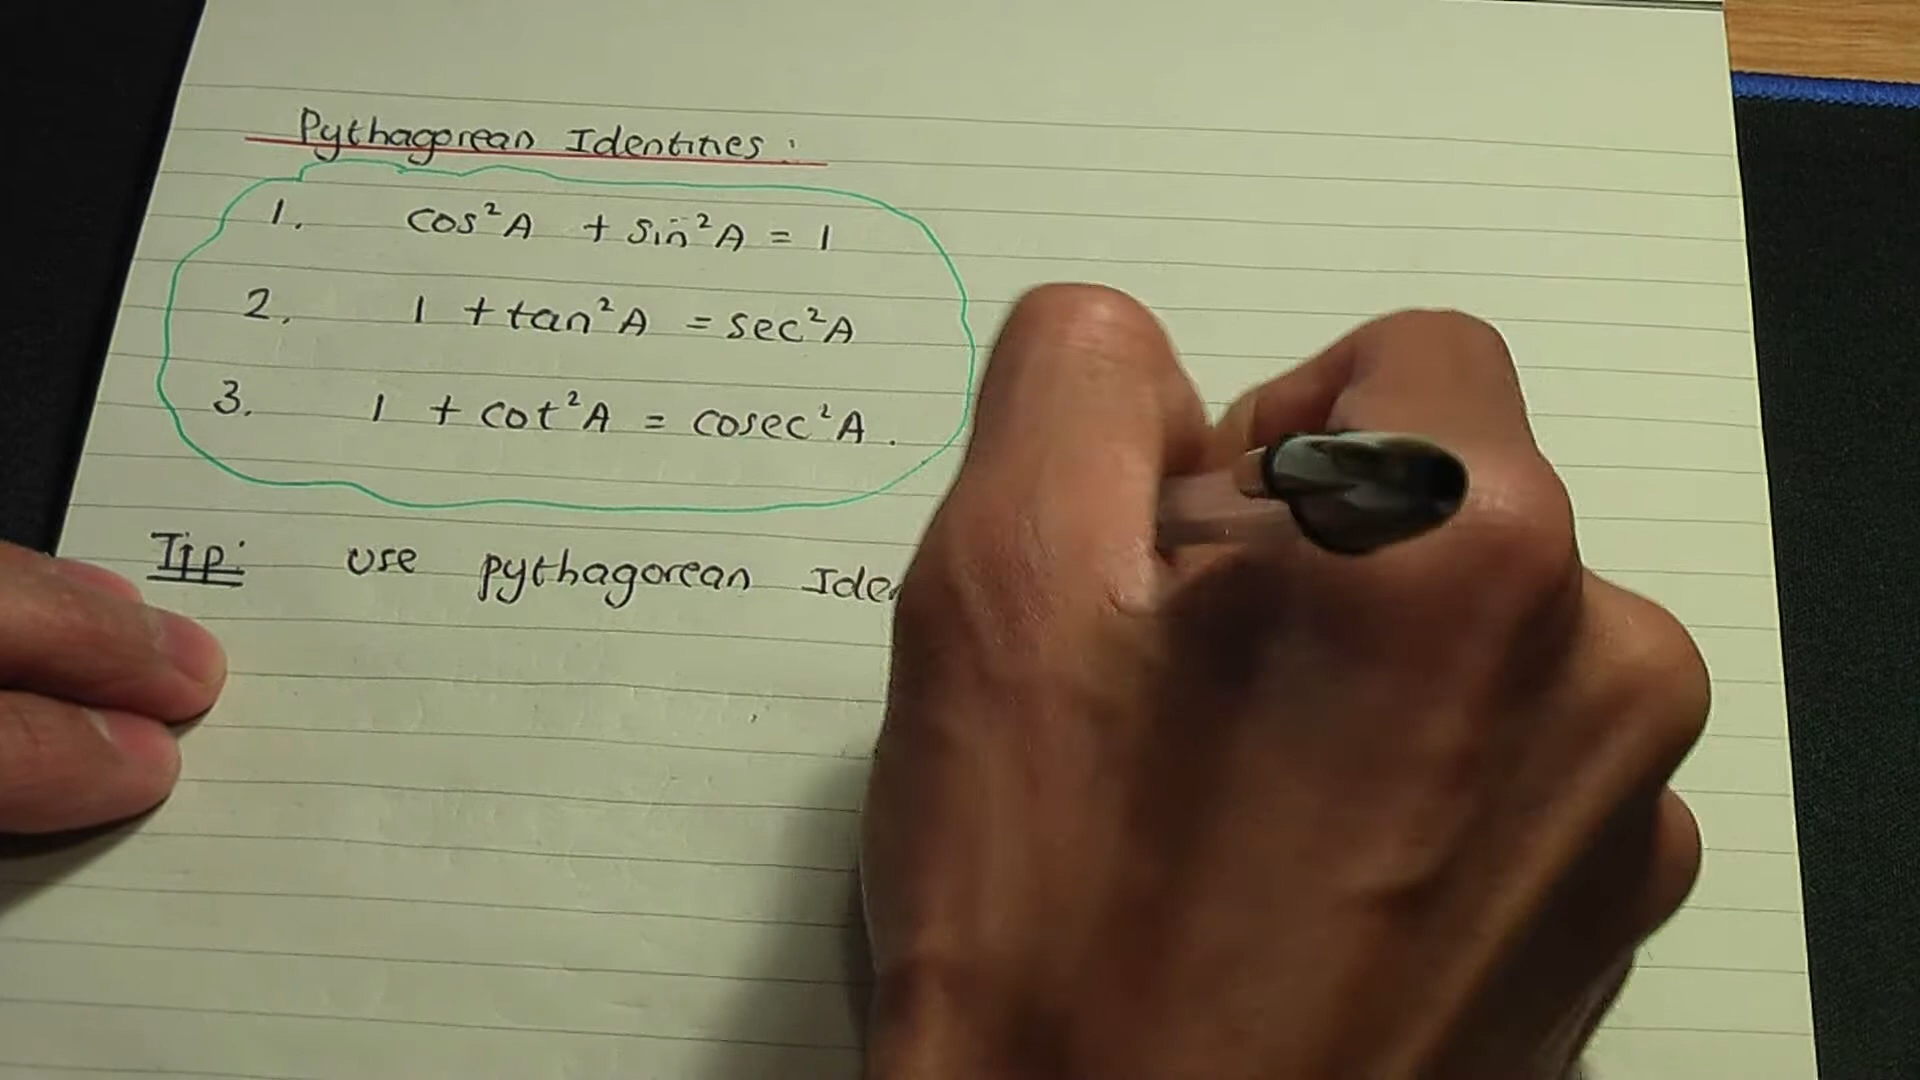 Pythagorean Identities:
1. cos²A + sin²A = 1
2. 1 + tan²A = sec²A
3. 1 + cot²A = cosec²A.
Tip: use pythagorean